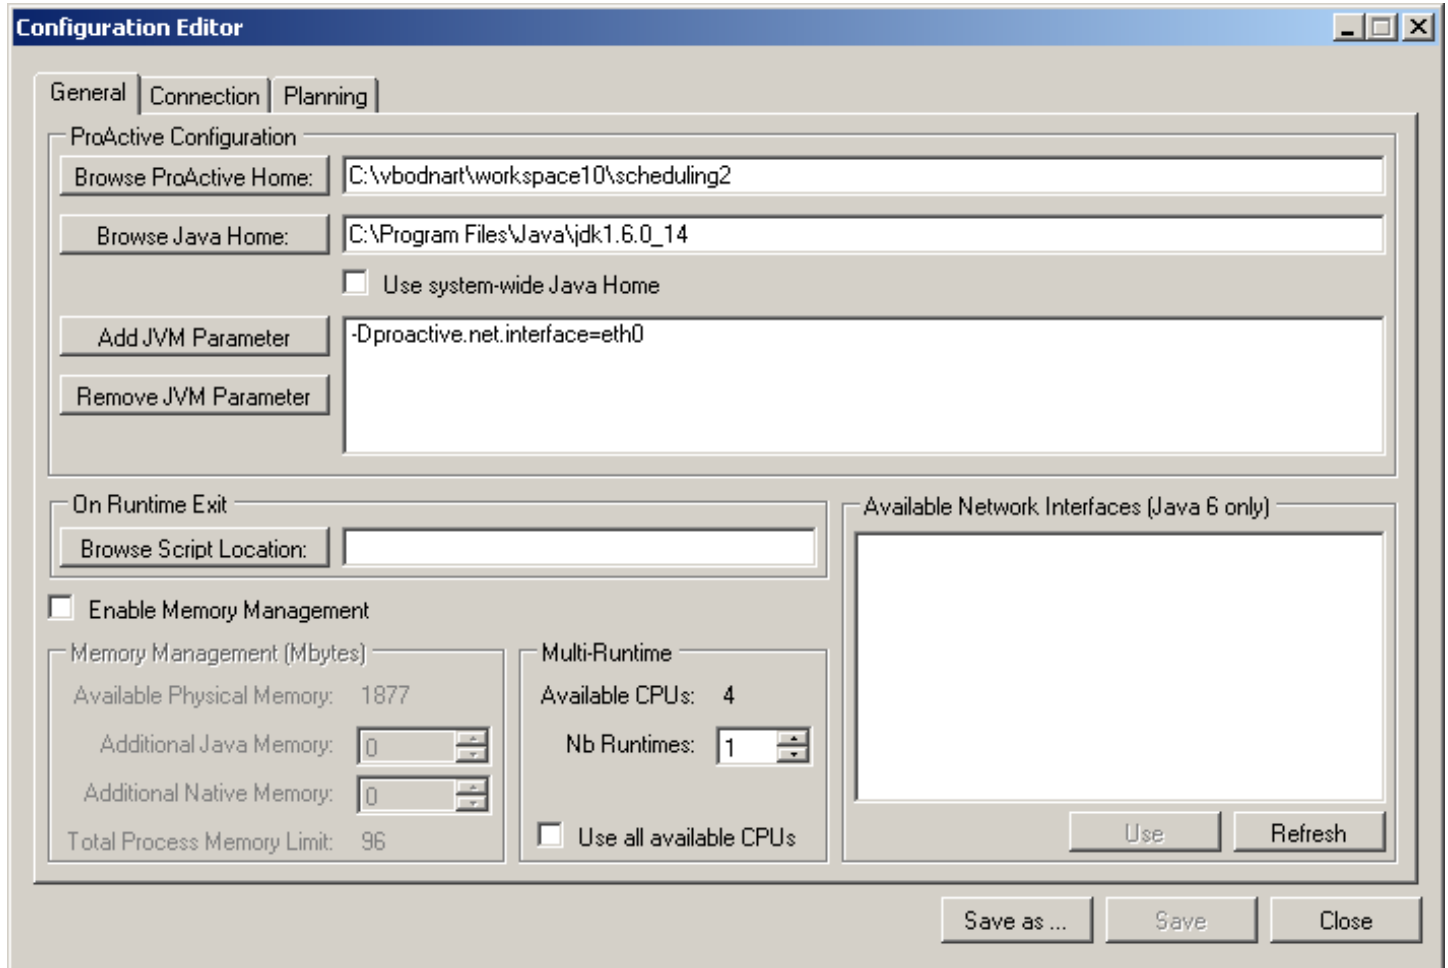 Configuration Editor
General Connection Planning
ProActive Configuration
Browse ProActive Home: C:\vbodnart\workspace10\scheduling2
Browse Java Home: C:\Program Files\Java\jdk1.6.0_14
Use system-wide Java Home
Add JVM Parameter -Dproactive.net.interface=eth0
Remove JVM Parameter
On Runtime Exit
Browse Script Location:
Available Network Interfaces (Java 6 only)
Enable Memory Management
Memory Management (Mbytes)
Available Physical Memory: 1877
Additional Java Memory: 0
Additional Native Memory: 0
Total Process Memory Limit: 96
Multi-Runtime
Available CPUs: 4
Nb Runtimes: 1
Use all available CPUs
Use Refresh
Save as ... Save Close